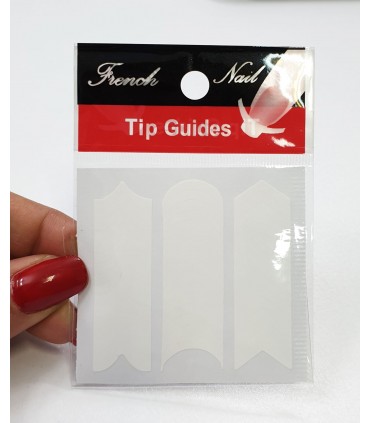 French Nail
Tip Guides